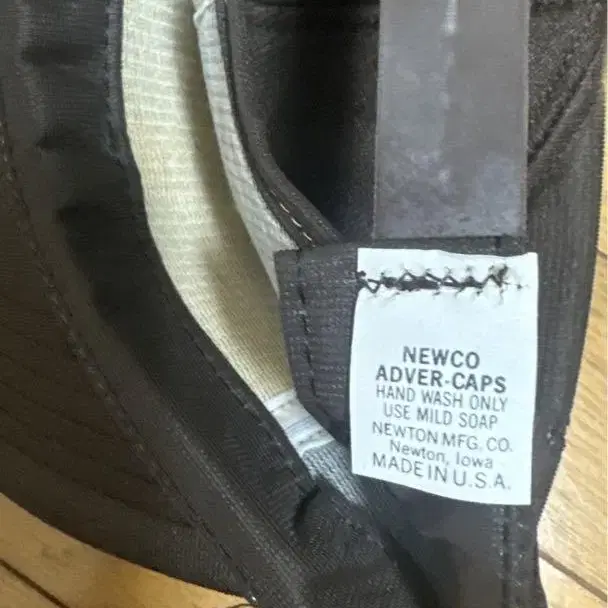 NEWCO
ADVER-CAPS
HAND WASH ONLY
USE MILD SOAP
NEWTON MFG. CO.
Newton, Iowa
MADE IN U.S.A.